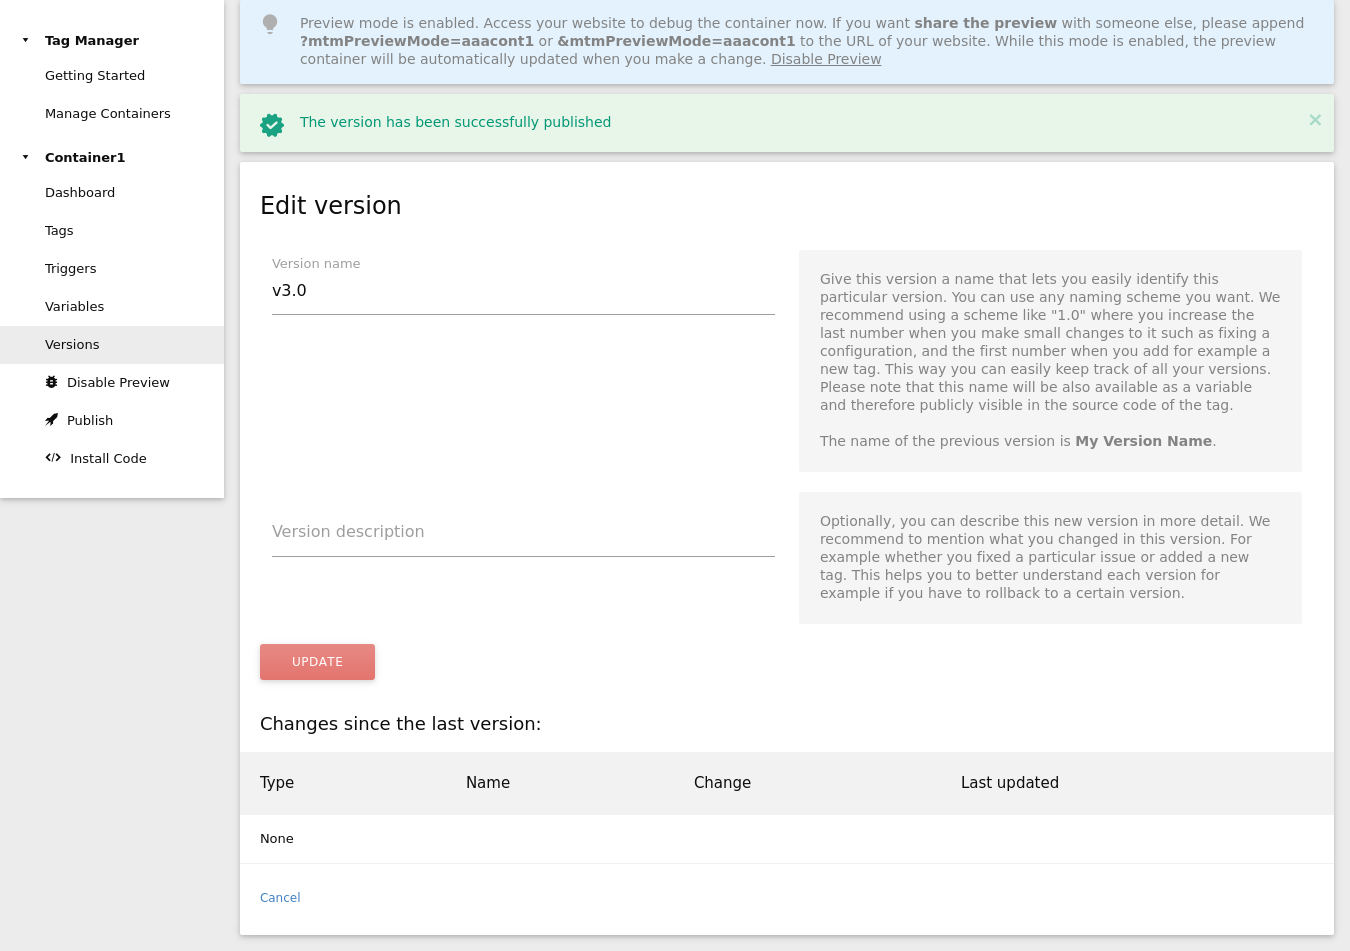 Tag Manager
Getting Started
Manage Containers
Container1
Dashboard
Tags
Triggers
Variables
Versions
Disable Preview
Publish
Install Code
Preview mode is enabled. Access your website to debug the container now. If you want share the preview with someone else, please append
?mtmPreviewMode=aaacont1 or &mtmPreviewMode=aaacont1 to the URL of your website. While this mode is enabled, the preview
container will be automatically updated when you make a change. Disable Preview
The version has been successfully published
×
Edit version
Version name
v3.0
Give this version a name that lets you easily identify this
particular version. You can use any naming scheme you want. We
recommend using a scheme like "1.0" where you increase the
last number when you make small changes to it such as fixing a
configuration, and the first number when you add for example a
new tag. This way you can easily keep track of all your versions.
Please note that this name will be also available as a variable
and therefore publicly visible in the source code of the tag.
The name of the previous version is My Version Name.
Version description
Optionally, you can describe this new version in more detail. We
recommend to mention what you changed in this version. For
example whether you fixed a particular issue or added a new
tag. This helps you to better understand each version for
example if you have to rollback to a certain version.
UPDATE
Changes since the last version:
Type Name Change Last updated
None
Cancel